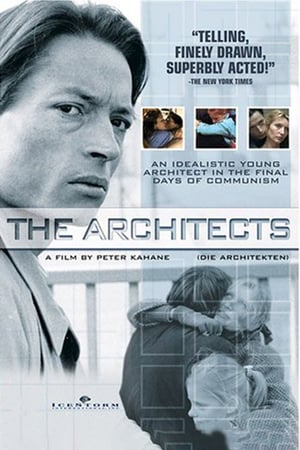 "TELLING,
FINELY DRAWN,
SUPERBLY ACTED!"
-THE NEW YORK TIMES
AN IDEALISTIC YOUNG
ARCHITECT IN THE FINAL
DAYS OF COMMUNISM
THE ARCHITECTS
A FILM BY PETER KAHANE (DIE ARCHITEKTEN)
ICESTORM